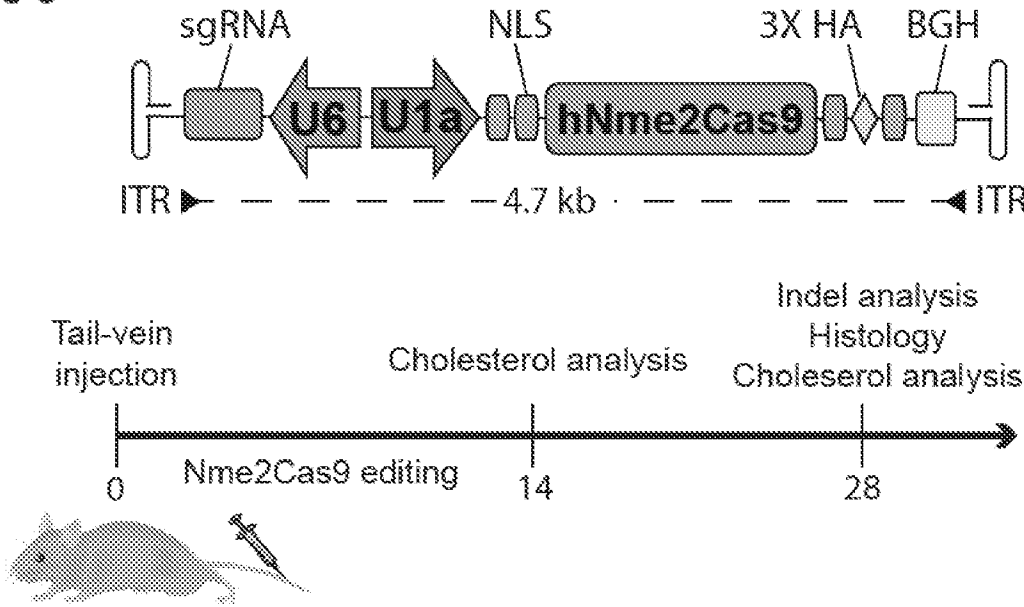 sgRNA NLS 3X HA BGH
U6 U1a hNme2Cas9
ITR 4.7 kb ITR
Indel analysis
Tail-vein Histology
injection Cholesterol analysis Choleserol analysis
Nme2Cas9 editing
0 14 28